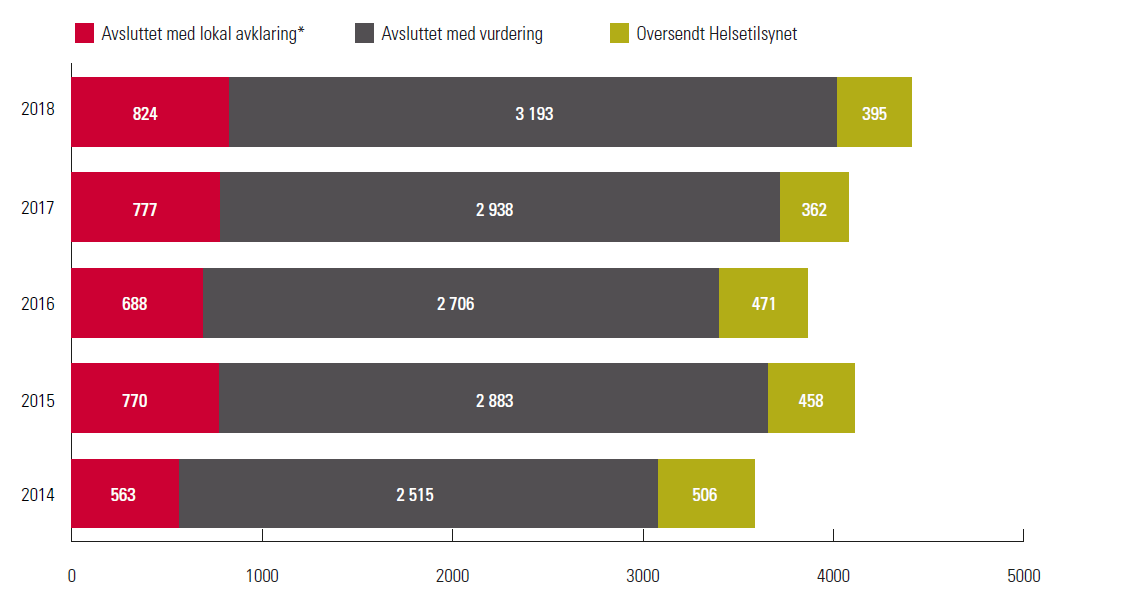 Avsluttet med lokal avklaring* Avsluttet med vurdering Oversendt Helsetilsynet
2018 824 3 193 395
2017 777 2 938 362
2016 688 2 706 471
2015 770 2 883 458
2014 563 2 515 506
0 1000 2000 3000 4000 5000